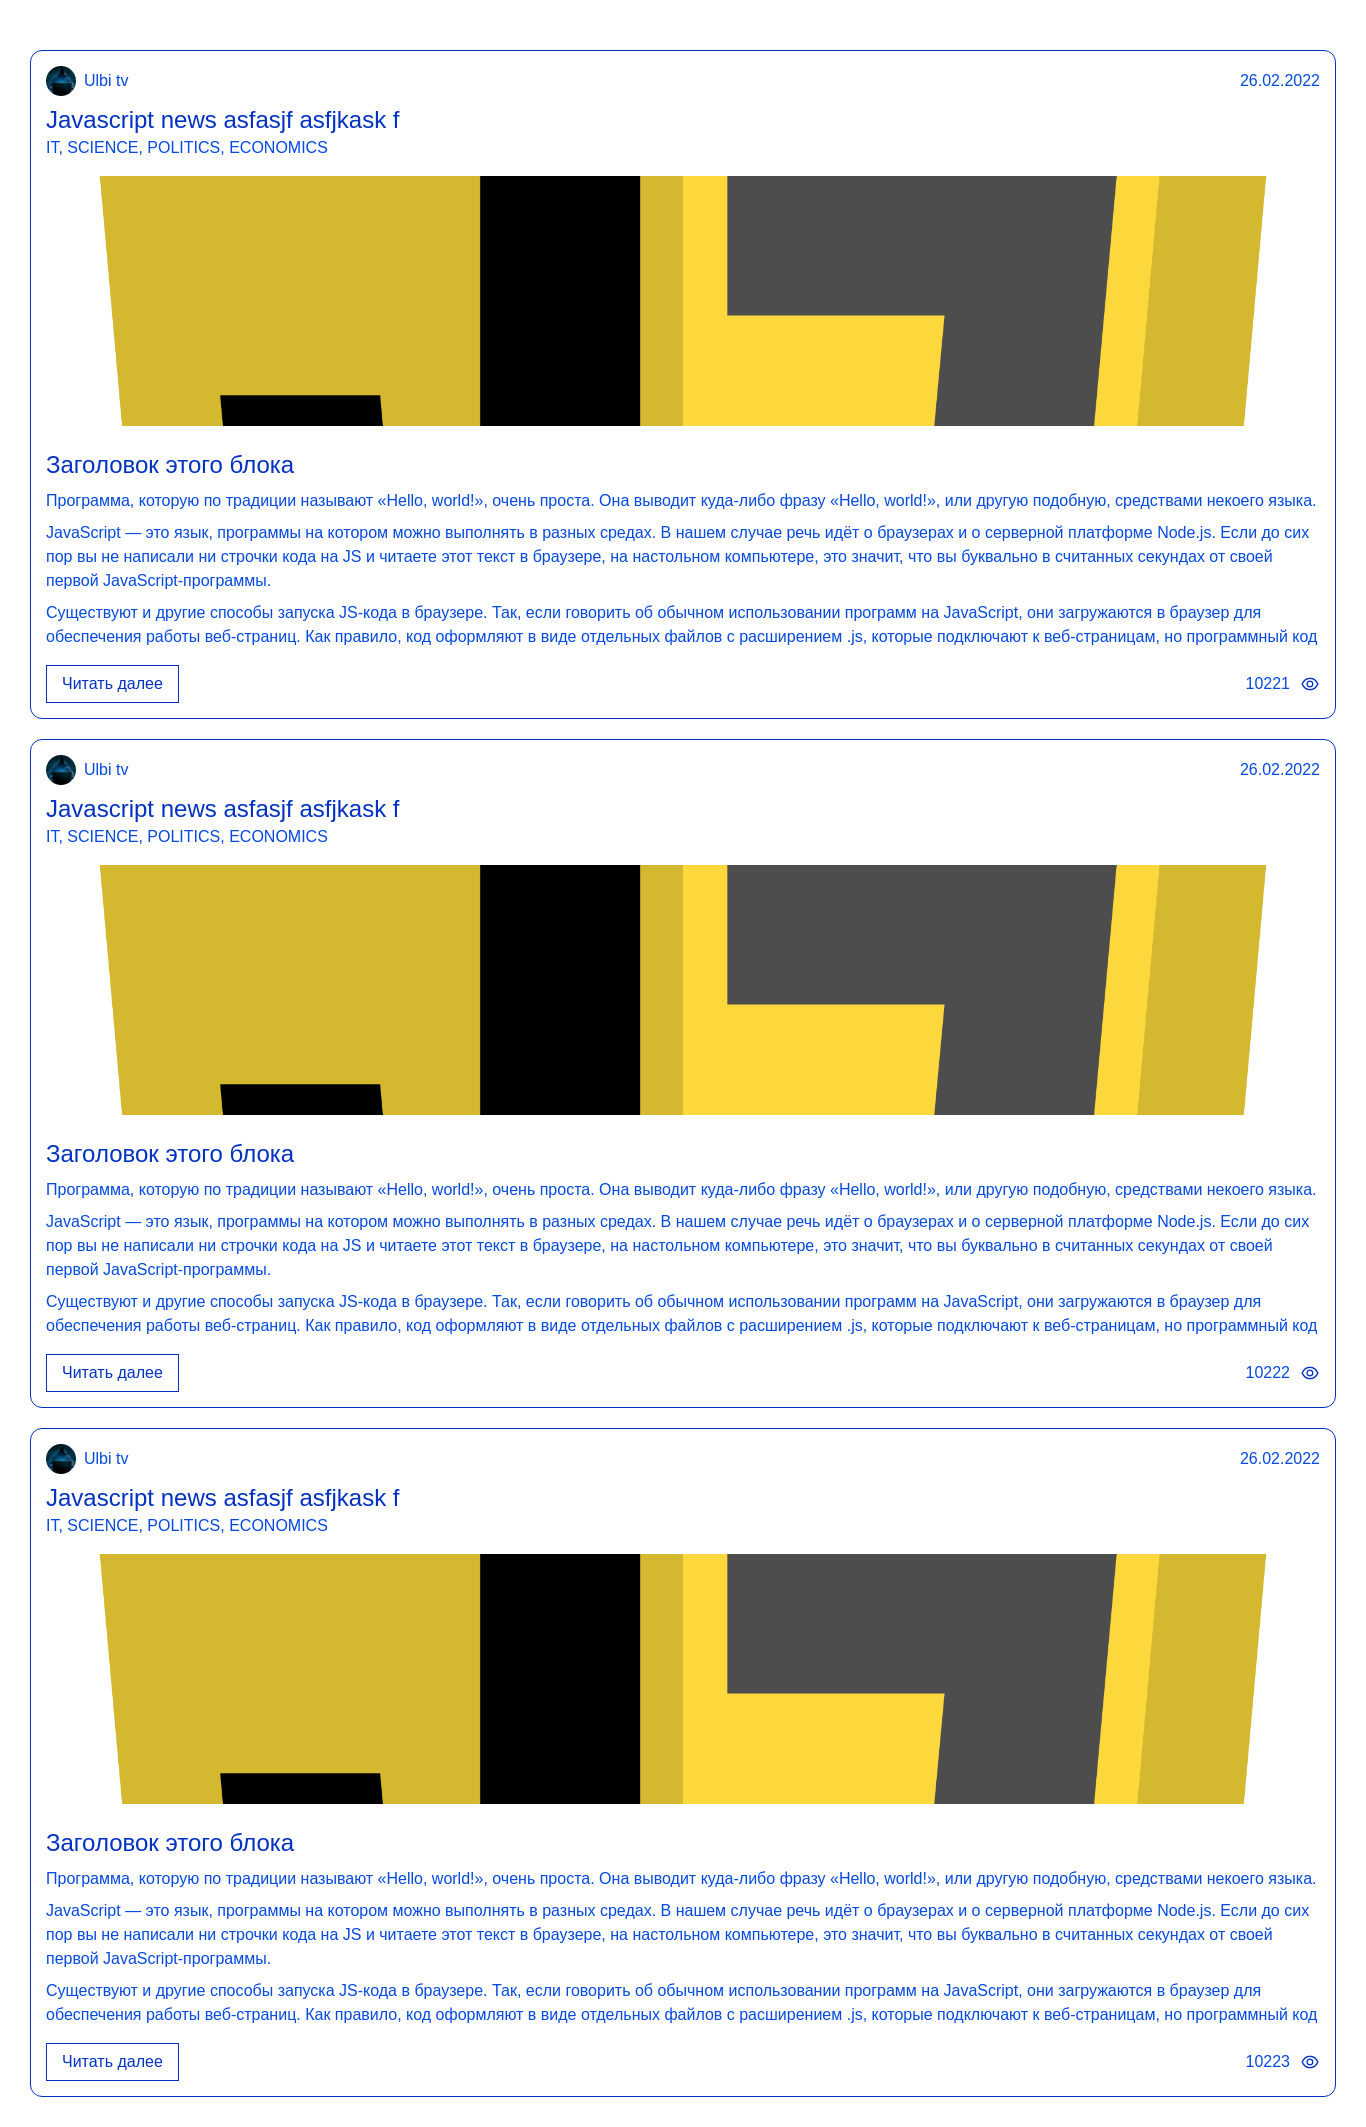 Ulbi tv
26.02.2022
Javascript news asfasjf asfjkask f
IT, SCIENCE, POLITICS, ECONOMICS
Заголовок этого блока
Программа, которую по традиции называют «Hello, world!», очень проста. Она выводит куда-либо фразу «Hello, world!», или другую подобную, средствами некоего языка.
JavaScript — это язык, программы на котором можно выполнять в разных средах. В нашем случае речь идёт о браузерах и о серверной платформе Node.js. Если до сих
пор вы не написали ни строчки кода на JS и читаете этот текст в браузере, на настольном компьютере, это значит, что вы буквально в считанных секундах от своей
первой JavaScript-программы.
Существуют и другие способы запуска JS-кода в браузере. Так, если говорить об обычном использовании программ на JavaScript, они загружаются в браузер для
обеспечения работы веб-страниц. Как правило, код оформляют в виде отдельных файлов с расширением .js, которые подключают к веб-страницам, но программный код
Читать далее
10221
Ulbi tv
26.02.2022
Javascript news asfasjf asfjkask f
IT, SCIENCE, POLITICS, ECONOMICS
Заголовок этого блока
Программа, которую по традиции называют «Hello, world!», очень проста. Она выводит куда-либо фразу «Hello, world!», или другую подобную, средствами некоего языка.
JavaScript — это язык, программы на котором можно выполнять в разных средах. В нашем случае речь идёт о браузерах и о серверной платформе Node.js. Если до сих
пор вы не написали ни строчки кода на JS и читаете этот текст в браузере, на настольном компьютере, это значит, что вы буквально в считанных секундах от своей
первой JavaScript-программы.
Существуют и другие способы запуска JS-кода в браузере. Так, если говорить об обычном использовании программ на JavaScript, они загружаются в браузер для
обеспечения работы веб-страниц. Как правило, код оформляют в виде отдельных файлов с расширением .js, которые подключают к веб-страницам, но программный код
Читать далее
10222
Ulbi tv
26.02.2022
Javascript news asfasjf asfjkask f
IT, SCIENCE, POLITICS, ECONOMICS
Заголовок этого блока
Программа, которую по традиции называют «Hello, world!», очень проста. Она выводит куда-либо фразу «Hello, world!», или другую подобную, средствами некоего языка.
JavaScript — это язык, программы на котором можно выполнять в разных средах. В нашем случае речь идёт о браузерах и о серверной платформе Node.js. Если до сих
пор вы не написали ни строчки кода на JS и читаете этот текст в браузере, на настольном компьютере, это значит, что вы буквально в считанных секундах от своей
первой JavaScript-программы.
Существуют и другие способы запуска JS-кода в браузере. Так, если говорить об обычном использовании программ на JavaScript, они загружаются в браузер для
обеспечения работы веб-страниц. Как правило, код оформляют в виде отдельных файлов с расширением .js, которые подключают к веб-страницам, но программный код
Читать далее
10223